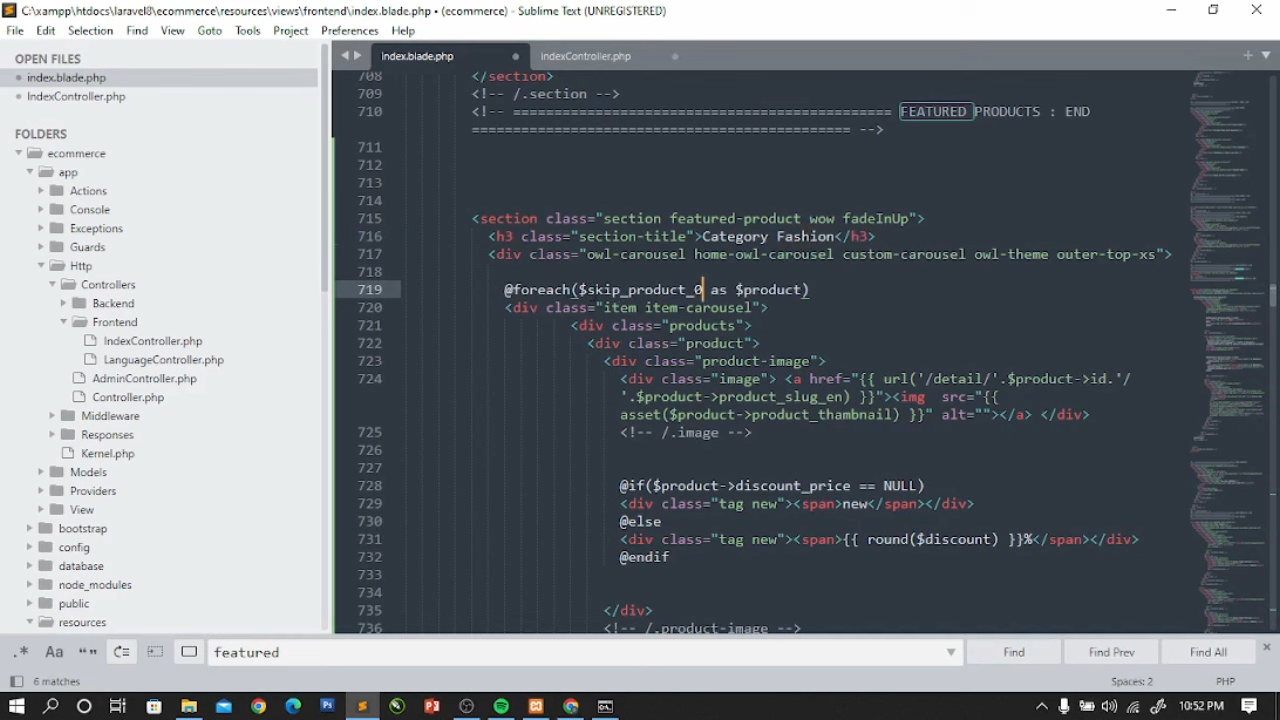 C:\xampp\htdocs\laravel8\ecommerce\resources\views\frontend\index.blade.php • (ecommerce) - Sublime Text (UNREGISTERED)
File Edit Selection Find View Goto Tools Project Preferences Help
OPEN FILES
index.blade.php
IndexController.php
FOLDERS
ecommerce
app
Actions
Console
Exceptions
Guards
Http
Controllers
Backend
Frontend
IndexController.php
LanguageController.php
AdminController.php
Controller.php
Middleware
Responses
Kernel.php
Models
Providers
View
bootstrap
config
database
node_modules
public
resources
index.blade.php
IndexController.php
708 </section>
709 <!-- /.section -->
710 <!-- ============================================== FEATURED PRODUCTS : END
============================================== -->
711
712
713
714
715 <section class="section featured-product wow fadeInUp">
716 <h3 class="section-title">Category Fashion</h3>
717 <div class="owl-carousel home-owl-carousel custom-carousel owl-theme outer-top-xs">
718
719 @foreach($skip_product_0 as $product)
720 <div class="item item-carousel">
721 <div class="products">
722 <div class="product">
723 <div class="product-image">
724 <div class="image"> <a href="{{ url('/detail/'.$product->id.'/
'.$product->product_slug_en) }}"><img  src="{{
asset($product->product_thambnail) }}" alt=""></a> </div>
725 <!-- /.image -->
726
727
728 @if($product->discount_price == NULL)
729 <div class="tag new"><span>new</span></div>
730 @else
731 <div class="tag new"><span>{{ round($discount) }}%</span></div>
732 @endif
733
734
735 </div>
736 <!-- /.product-image -->
featured
Find
Find Prev
Find All
6 matches
Spaces: 2
PHP
10:52 PM